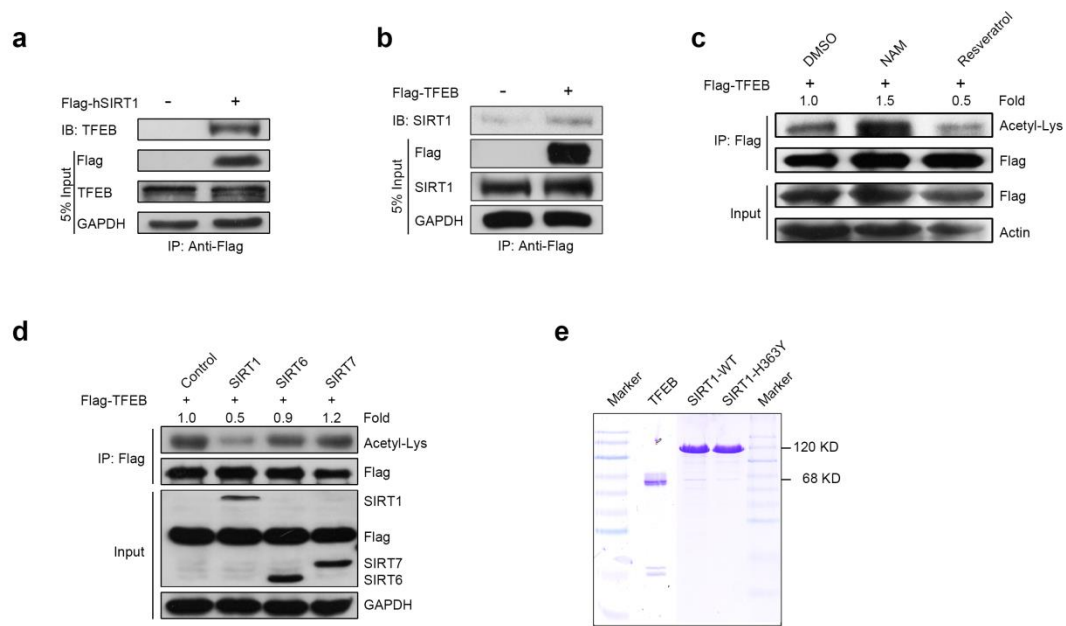 a
Flag-hSIRT1 - +
IB: TFEB
5% Input
Flag
TFEB
GAPDH
IP: Anti-Flag
b
Flag-TFEB - +
IB: SIRT1
5% Input
Flag
SIRT1
GAPDH
IP: Anti-Flag
c
DMSO NAM Resveratrol
Flag-TFEB + + +
1.0 1.5 0.5 Fold
IP: Flag
Acetyl-Lys
Flag
Input
Flag
Actin
d
Control SIRT1 SIRT6 SIRT7
Flag-TFEB + + + +
1.0 0.5 0.9 1.2 Fold
IP: Flag
Acetyl-Lys
Flag
Input
SIRT1
Flag
SIRT7
SIRT6
GAPDH
e
Marker TFEB SIRT1-WT SIRT1-H363Y Marker
120 KD
68 KD